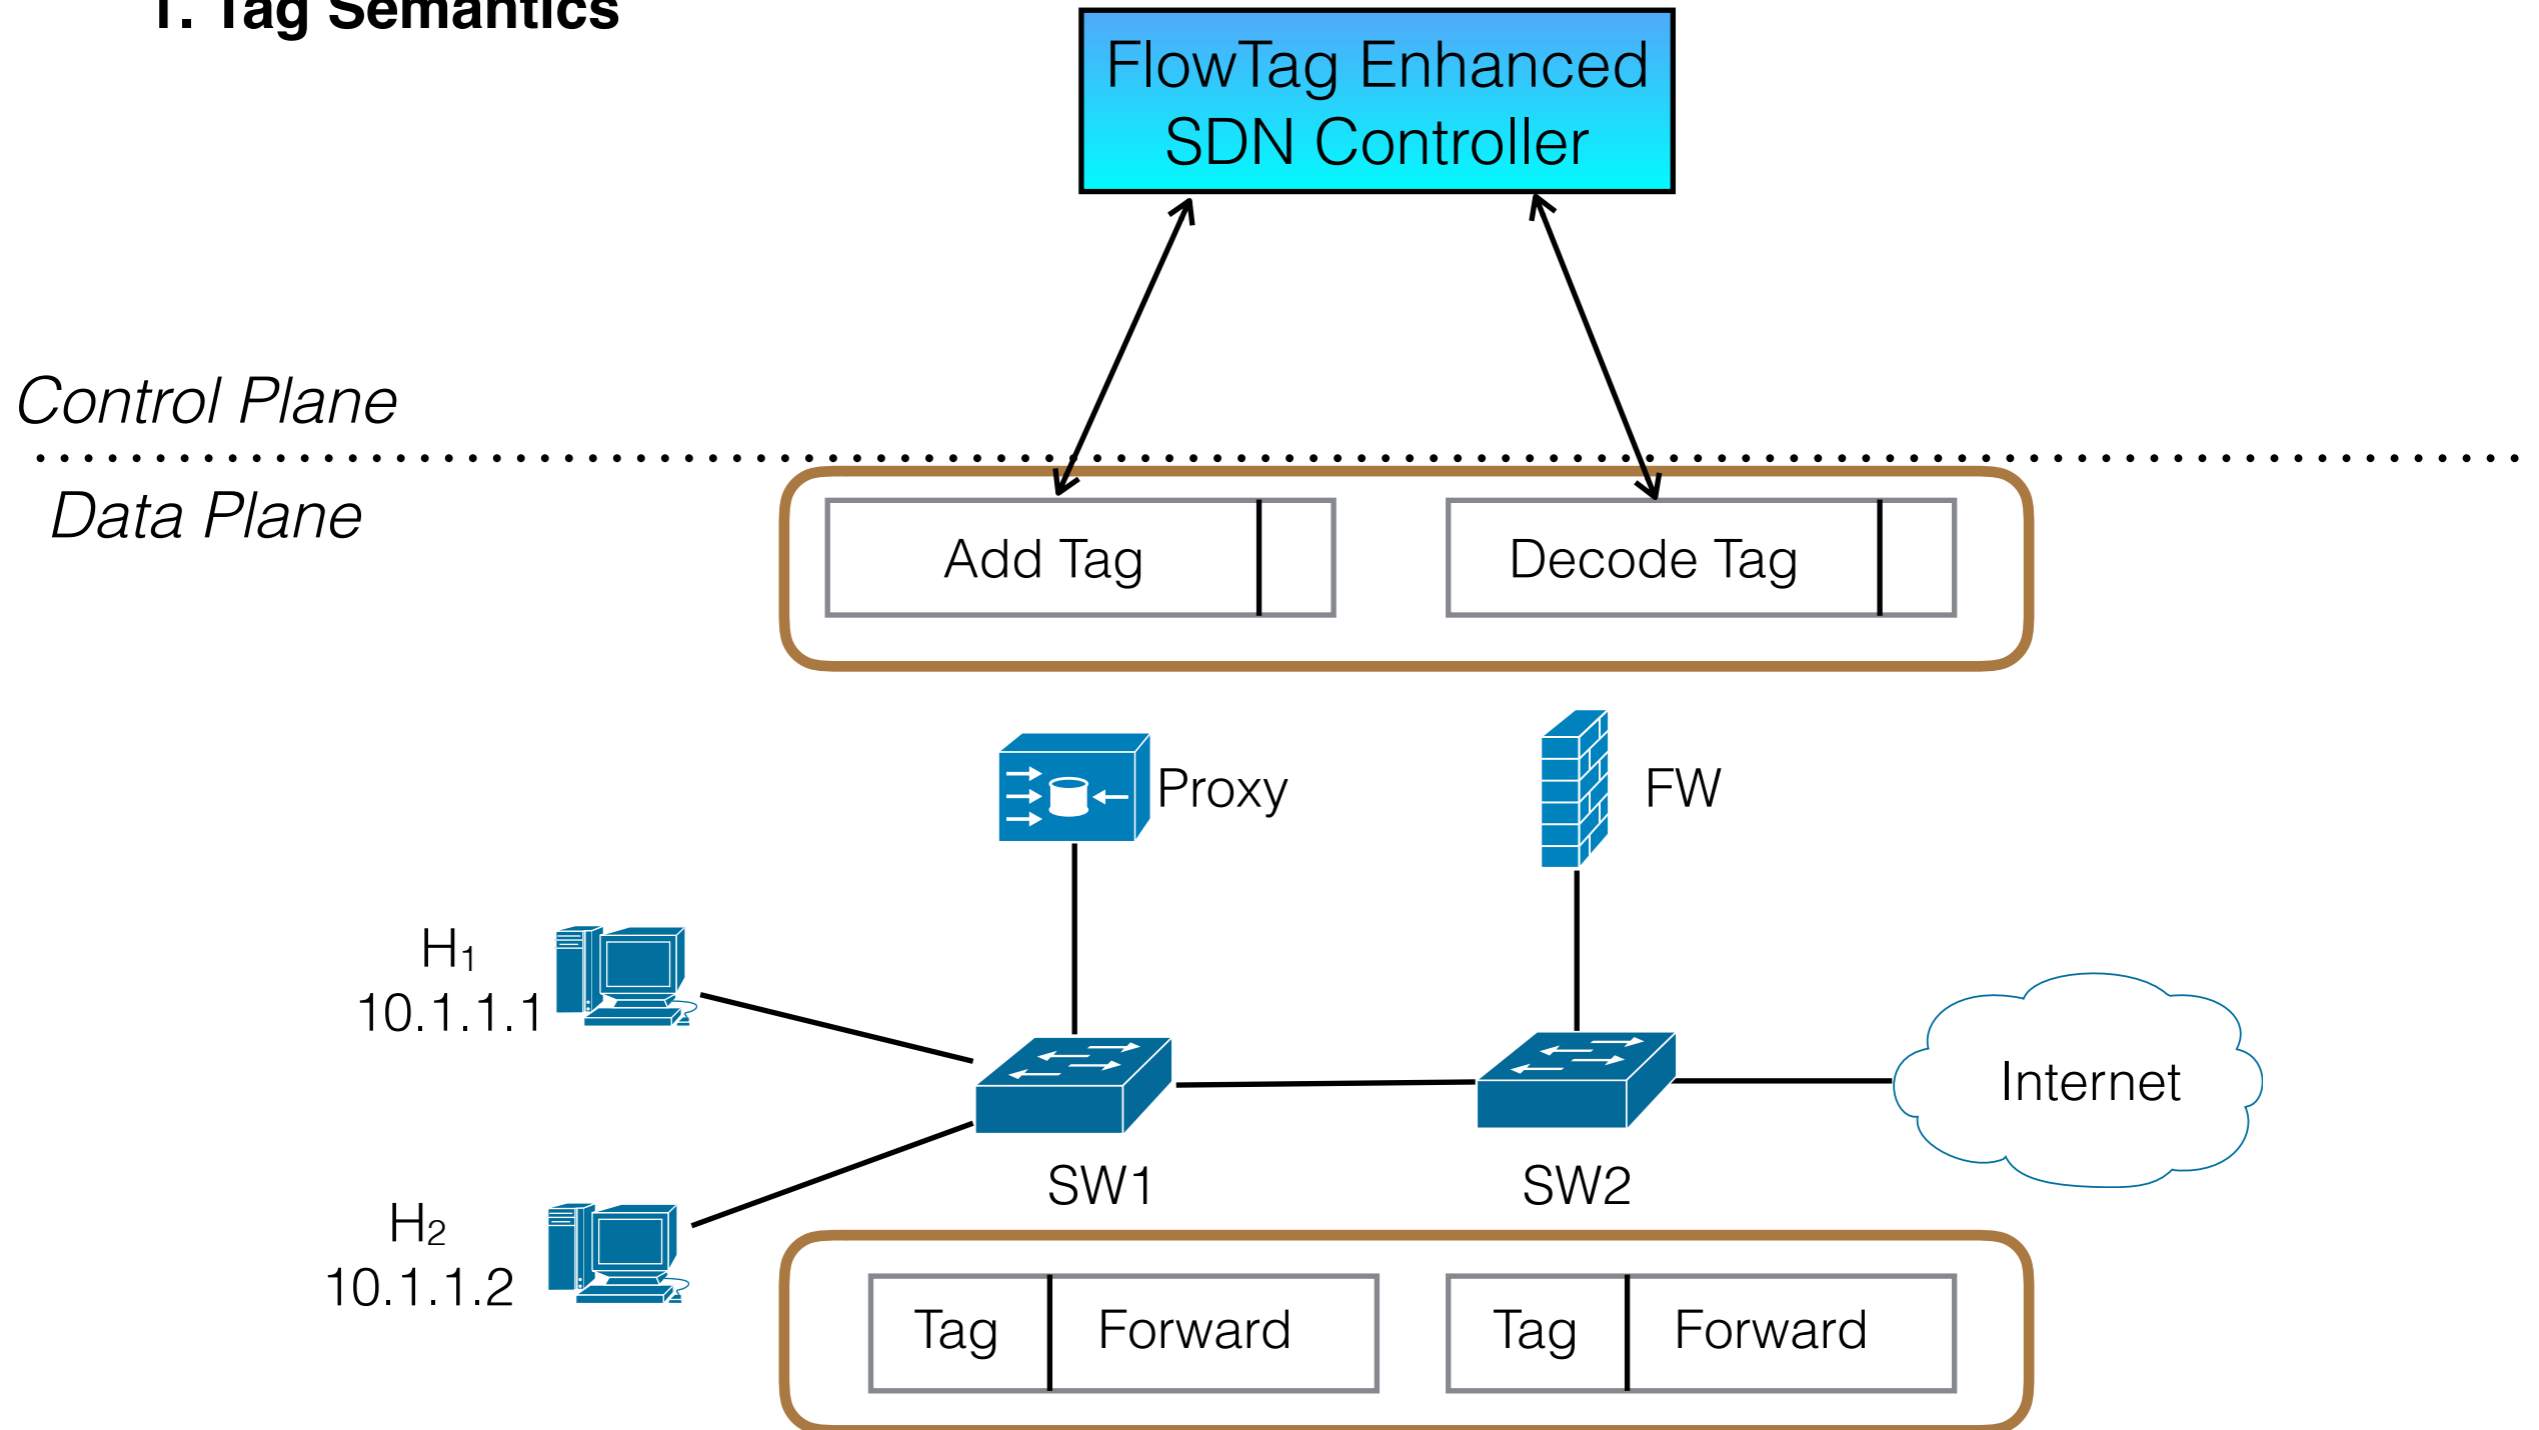 1. Tag Semantics
FlowTag Enhanced
SDN Controller
Control Plane
Data Plane
Add Tag
Decode Tag
Proxy
FW
H₁
10.1.1.1
Internet
SW1
SW2
H₂
10.1.1.2
Tag
Forward
Tag
Forward